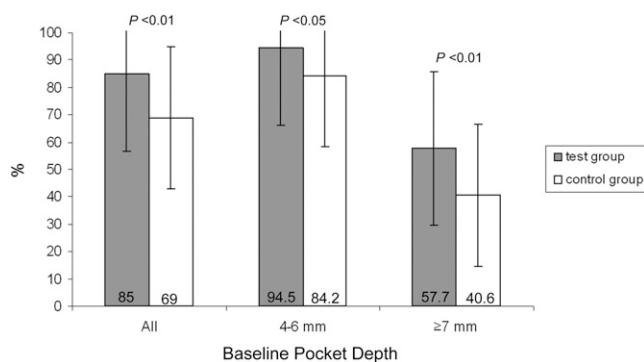 P <0.01
P <0.05
P <0.01
100
90
80
70
60
50
40
30
20
10
0
%
85
69
94.5
84.2
57.7
40.6
All
4-6 mm
≥7 mm
Baseline Pocket Depth
test group
control group